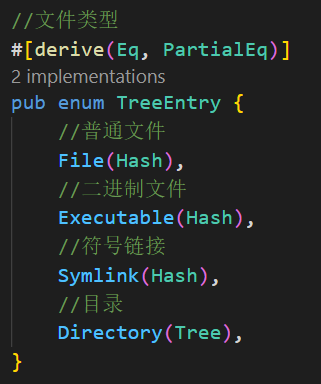 //文件类型
#[derive(Eq, PartialEq)]
2 implementations
pub enum TreeEntry {
    //普通文件
    File(Hash),
    //二进制文件
    Executable(Hash),
    //符号链接
    Symlink(Hash),
    //目录
    Directory(Tree),
}